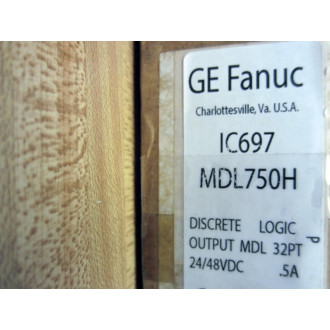 GE Fanuc
Charlottesville, Va. U.S.A.
IC697
MDL750H
DISCRETE LOGIC P
OUTPUT MDL 32PT
24/48VDC .5A